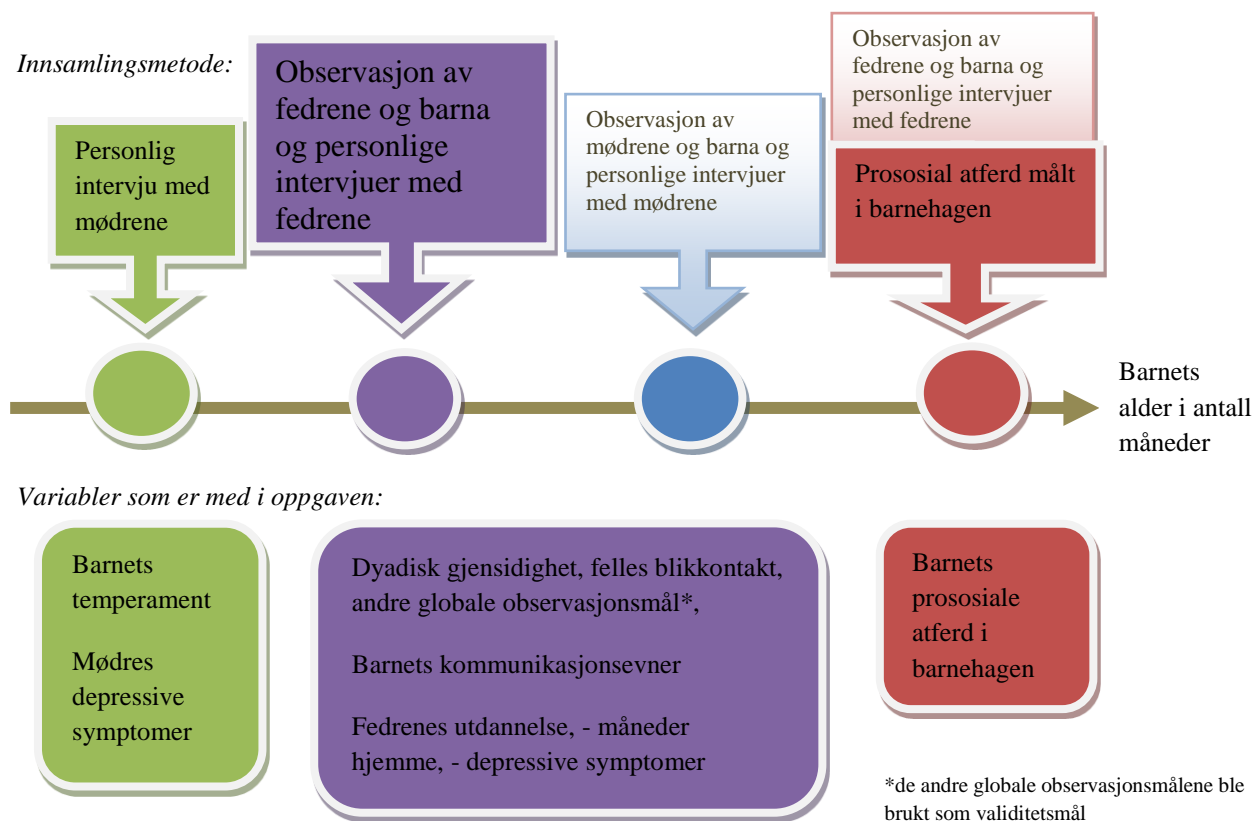 Innsamlingsmetode:
Personlig
intervju med
mødrene
Observasjon av
fedrene og barna
og personlige
intervjuer med
fedrene
Observasjon av
mødrene og barna og
personlige intervjuer
med mødrene
Observasjon av
fedrene og barna og
personlige intervjuer
med fedrene
Prososial atferd målt
i barnehagen
Barnets
alder i antall
måneder
Variabler som er med i oppgaven:
Barnets
temperament
Mødres
depressive
symptomer
Dyadisk gjensidighet, felles blikkontakt,
andre globale observasjonsmål*,
Barnets kommunikasjonsevner
Fedrenes utdannelse, - måneder
hjemme, - depressive symptomer
Barnets
prososiale
atferd i
barnehagen
*de andre globale observasjonsmålene ble
brukt som validitetsmål